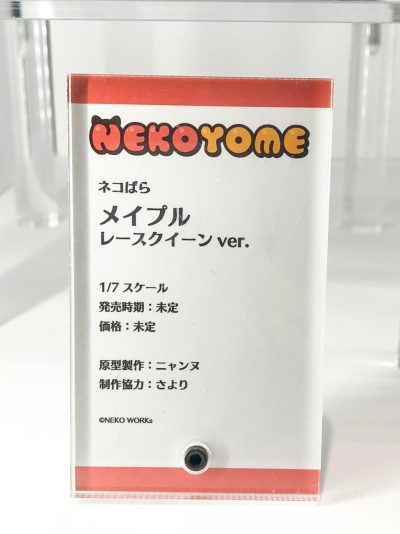 NEKOYOME
ネコぱら
メイプル
レースクイーン ver.
1/7 スケール
発売時期：未定
価格：未定
原型製作：ニャンヌ
制作協力：さより
©NEKO WORKs